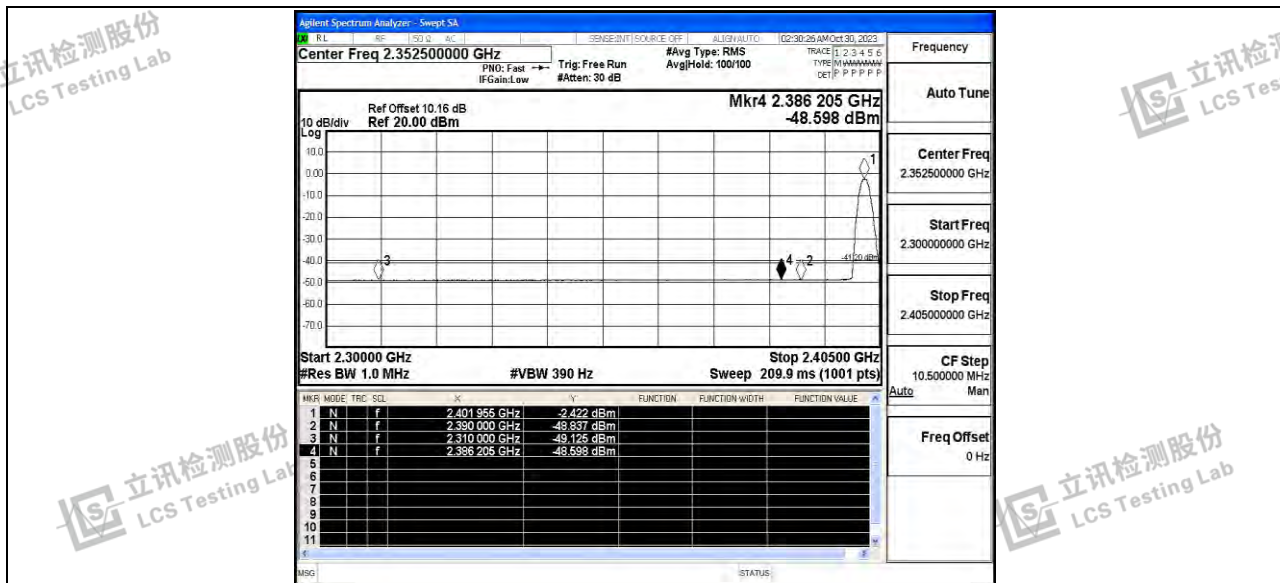 立讯检测股份
LCS Testing Lab
立讯检测
LCS Tes
Agilent Spectrum Analyzer - Swept SA
RL RF 50 Ω AC SENSE:INT SOURCE OFF ALIGN AUTO 02:30:26 AM Oct 30, 2023
Center Freq 2.352500000 GHz
PNO: Fast
IFGain:Low
Trig: Free Run
#Atten: 30 dB
#Avg Type: RMS
Avg|Hold: 100/100
TRACE 1 2 3 4 5 6
TYPE M
DET P P P P P P
Ref Offset 10.16 dB
10 dB/div Ref 20.00 dBm
Log
Mkr4 2.386 205 GHz
-48.598 dBm
10.0
0.00
-10.0
-20.0
-30.0
-40.0
-50.0
-60.0
-70.0
1
3
4
2
-41.20 dBm
Start 2.30000 GHz Stop 2.40500 GHz
#Res BW 1.0 MHz #VBW 390 Hz Sweep 209.9 ms (1001 pts)
MKR MODE TRC SCL X Y FUNCTION FUNCTION WIDTH FUNCTION VALUE
1 N f 2.401 955 GHz -2.422 dBm
2 N f 2.390 000 GHz -48.837 dBm
3 N f 2.310 000 GHz -49.125 dBm
4 N f 2.386 205 GHz -48.598 dBm
5
6
7
8
9
10
11
MSG STATUS
Frequency
Auto Tune
Center Freq
2.352500000 GHz
Start Freq
2.300000000 GHz
Stop Freq
2.405000000 GHz
CF Step
10.500000 MHz
Auto Man
Freq Offset
0 Hz
立讯检测股份
LCS Testing Lab
立讯检测股份
LCS Testing Lab